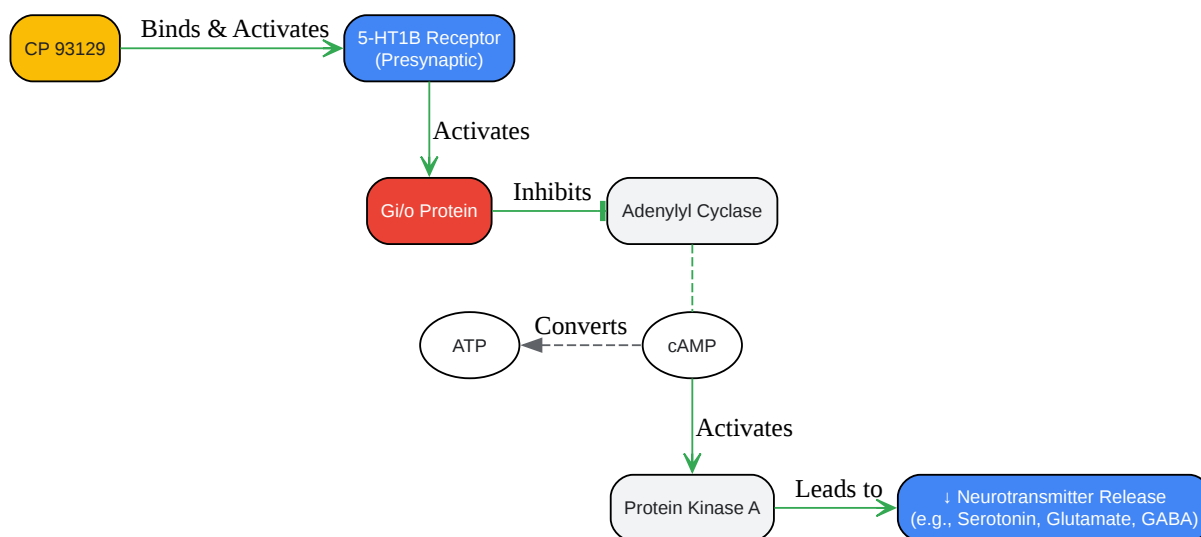 CP 93129
Binds & Activates
5-HT1B Receptor
(Presynaptic)
Activates
Gi/o Protein
Inhibits
Adenylyl Cyclase
ATP
Converts
cAMP
Activates
Protein Kinase A
Leads to
↓ Neurotransmitter Release
(e.g., Serotonin, Glutamate, GABA)